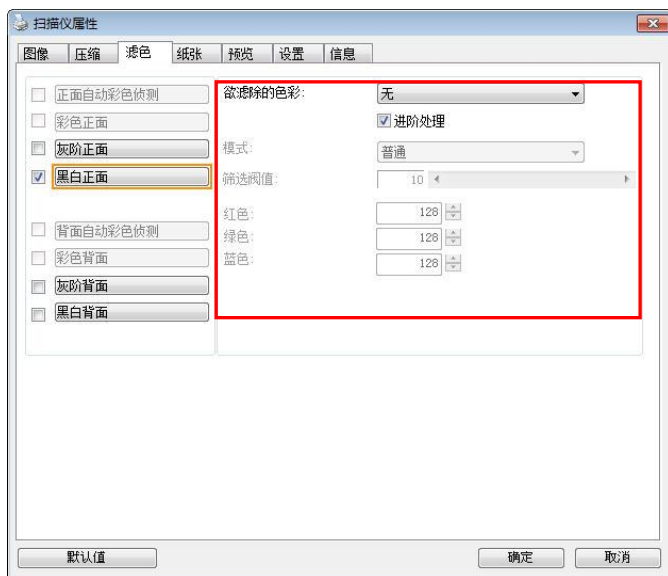 扫描仪属性
图像 压缩 滤色 纸张 预览 设置 信息
正面自动彩色侦测
彩色正面
灰阶正面
黑白正面
背面自动彩色侦测
彩色背面
灰阶背面
黑白背面
欲滤除的色彩: 无
进阶处理
模式: 普通
筛选阀值: 10
红色: 128
绿色: 128
蓝色: 128
默认值 确定 取消